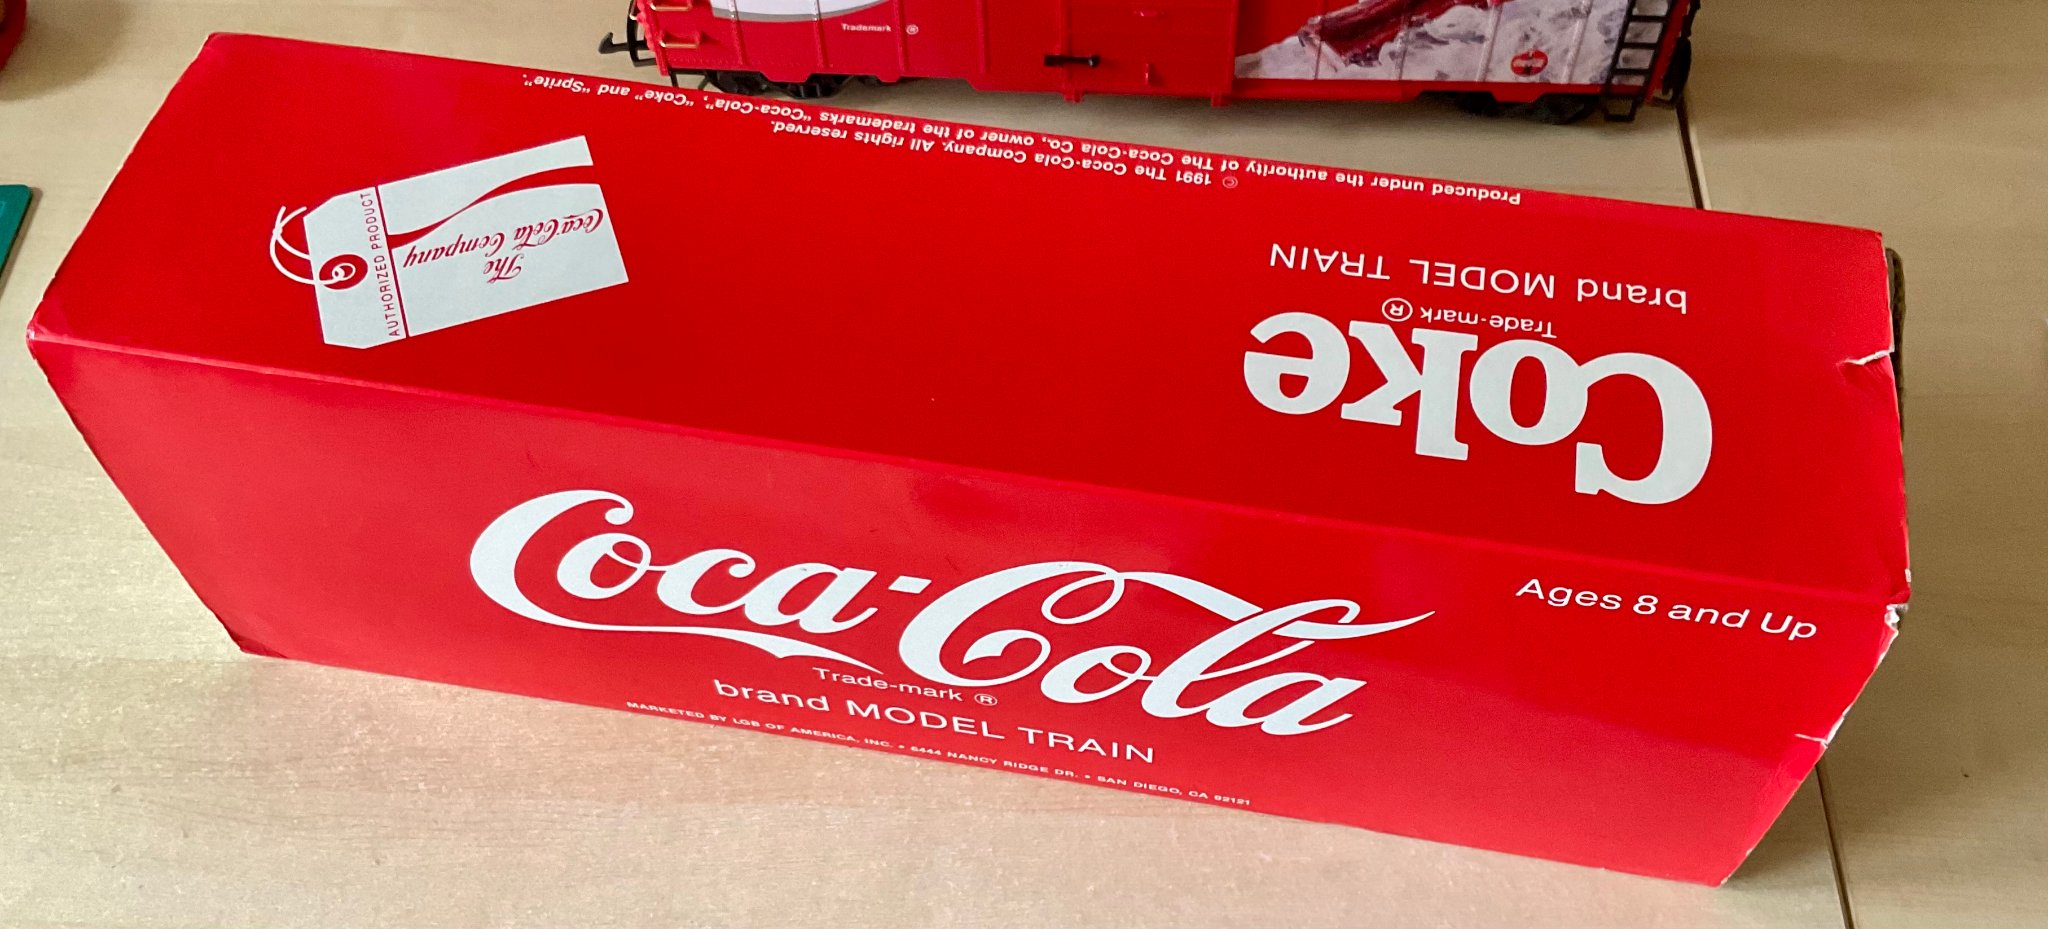 Trademark ®
Coca-Cola
Trade-mark ®
brand MODEL TRAIN
MARKETED BY LGB OF AMERICA, INC. • 6444 NANCY RIDGE DR. • SAN DIEGO, CA 92121
Ages 8 and Up
Coke
Trade-mark ®
brand MODEL TRAIN
Produced under the authority of The Coca-Cola Co., owner of the trademarks "Coca-Cola", "Coke" and "Sprite".
© 1991 The Coca-Cola Company. All rights reserved.
The
Coca-Cola Company
AUTHORIZED PRODUCT